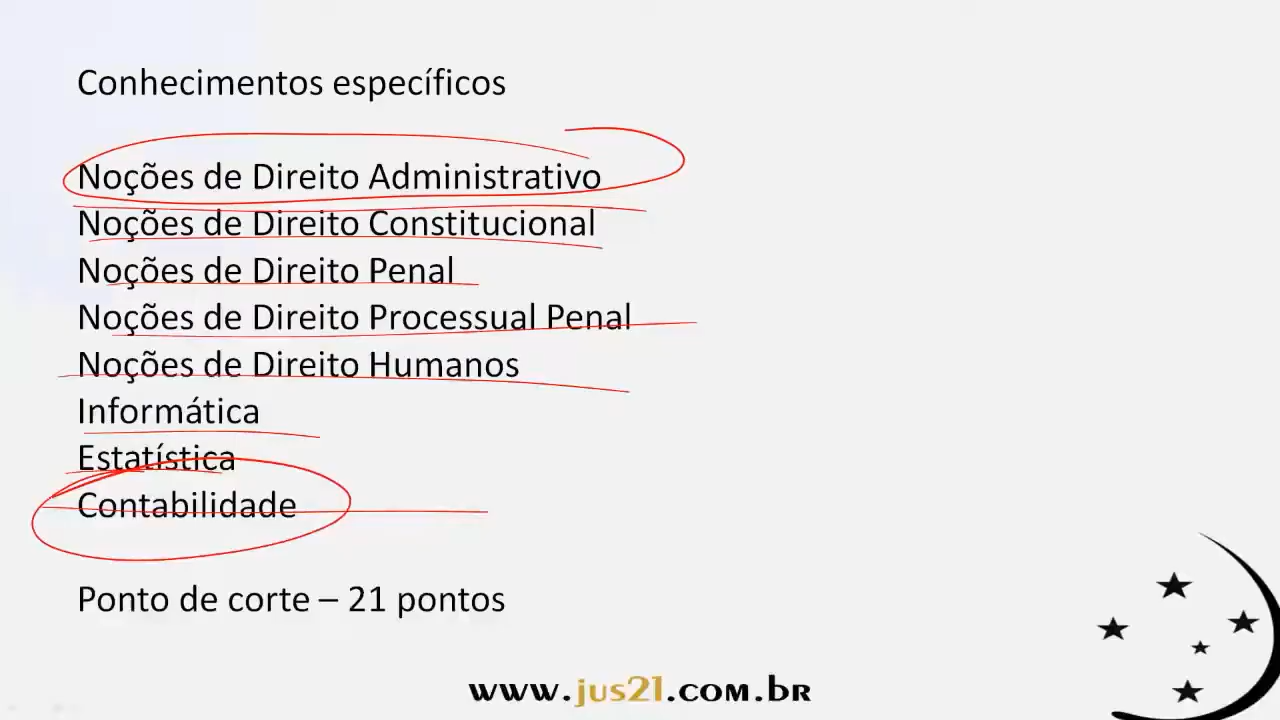 Conhecimentos específicos
Noções de Direito Administrativo
Noções de Direito Constitucional
Noções de Direito Penal
Noções de Direito Processual Penal
Noções de Direito Humanos
Informática
Estatística
Contabilidade
Ponto de corte – 21 pontos
www.jus21.com.br